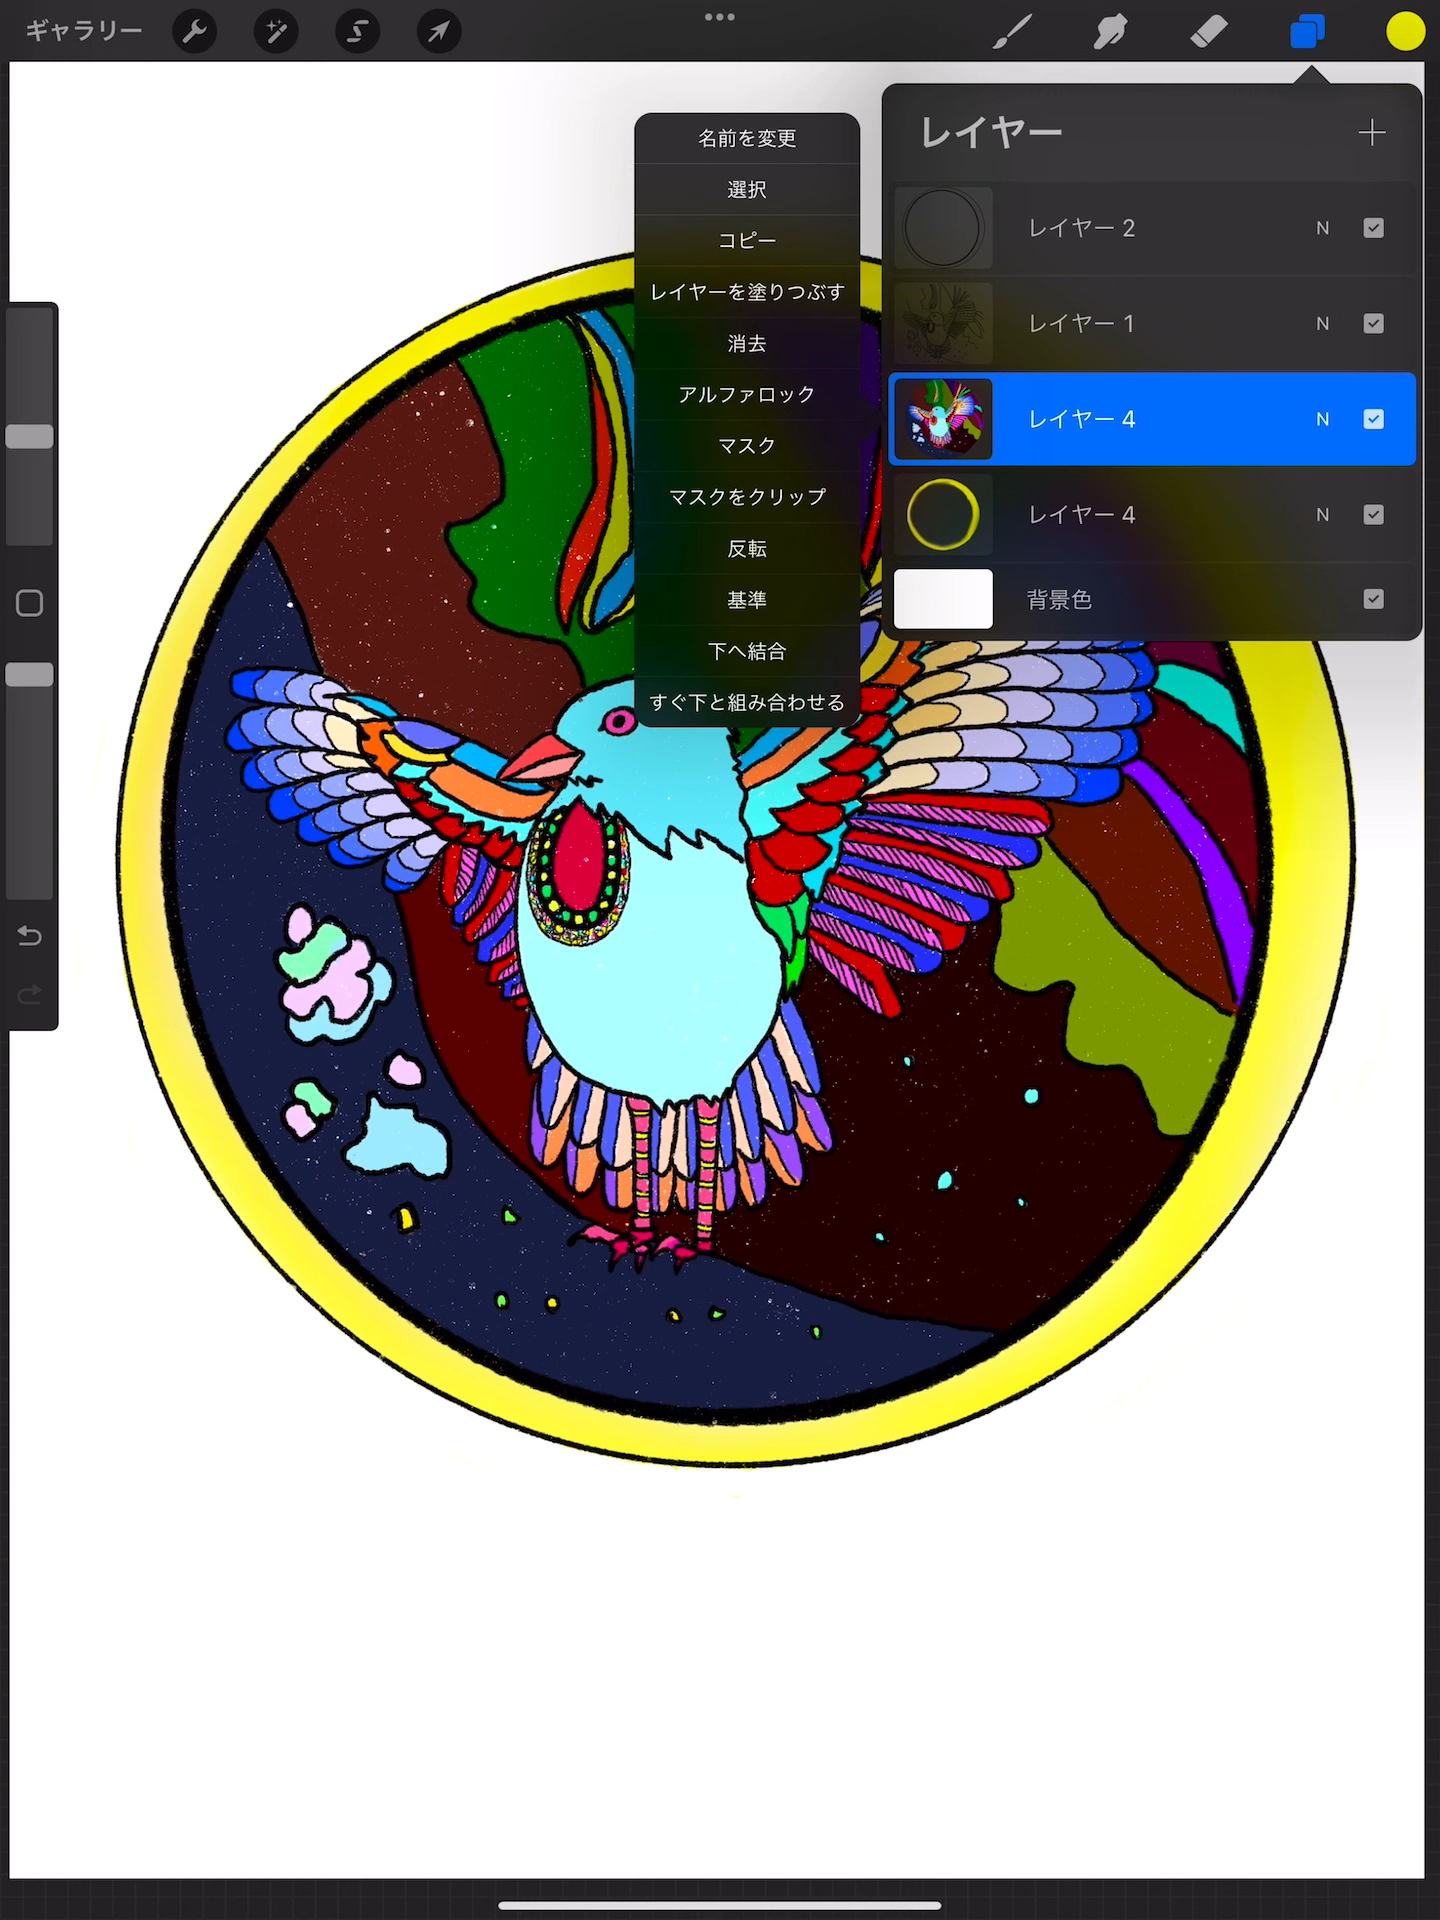 ギャラリー
レイヤー
名前を変更
選択
コピー
レイヤーを塗りつぶす
消去
アルファロック
マスク
マスクをクリップ
反転
基準
下へ結合
すぐ下と組み合わせる
レイヤー 2 N
レイヤー 1 N
レイヤー 4 N
レイヤー 4 N
背景色